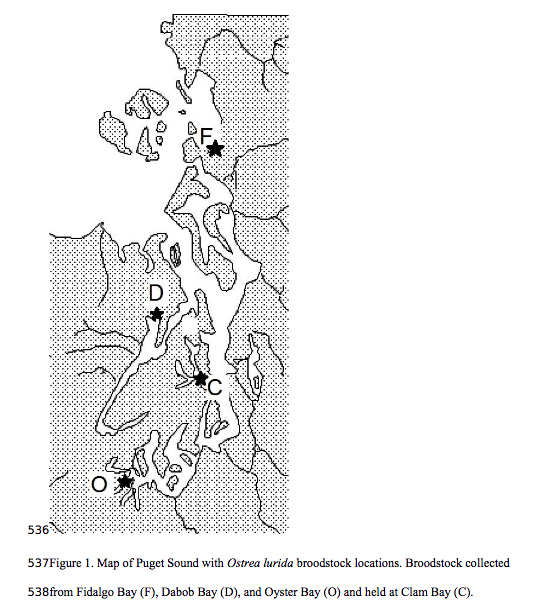 F
D
C
O
536
537Figure 1. Map of Puget Sound with Ostrea lurida broodstock locations. Broodstock collected
538from Fidalgo Bay (F), Dabob Bay (D), and Oyster Bay (O) and held at Clam Bay (C).